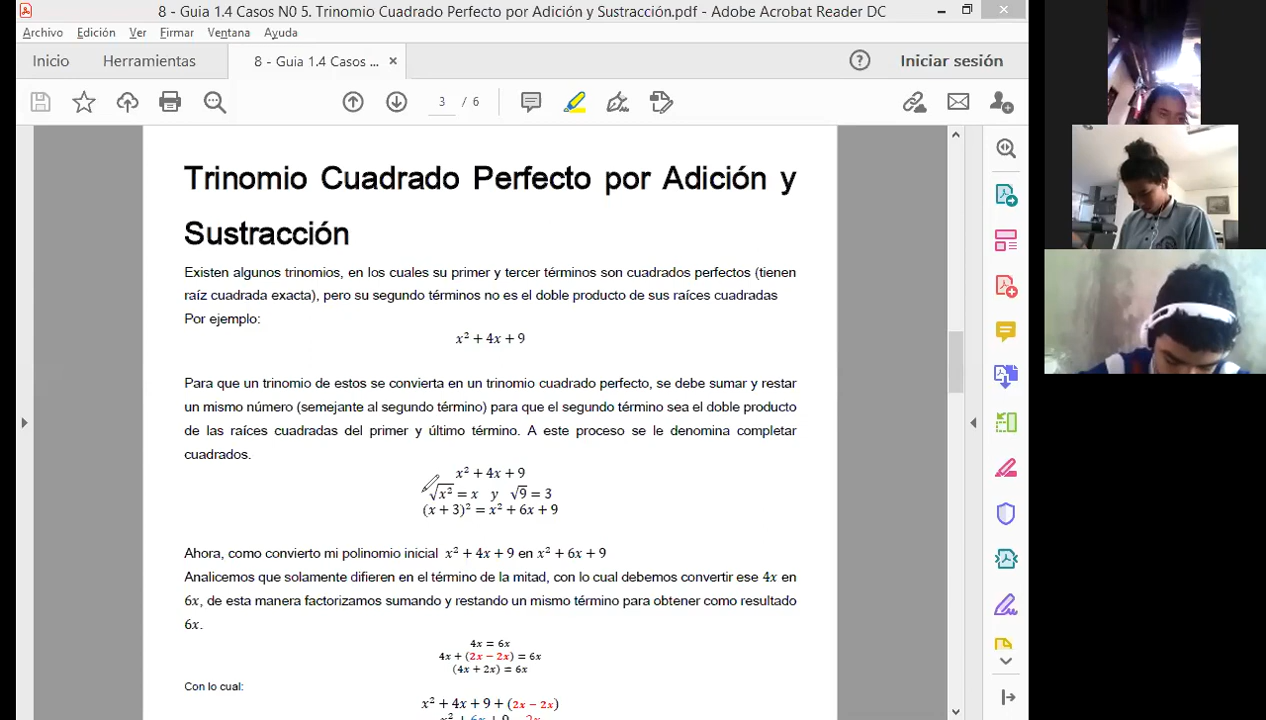 8 - Guia 1.4 Casos N0 5. Trinomio Cuadrado Perfecto por Adición y Sustracción.pdf - Adobe Acrobat Reader DC
Archivo Edición Ver Firmar Ventana Ayuda
Inicio Herramientas 8 - Guia 1.4 Casos ... × Iniciar sesión
3 / 6
Trinomio Cuadrado Perfecto por Adición y
Sustracción
Existen algunos trinomios, en los cuales su primer y tercer términos son cuadrados perfectos (tienen
raíz cuadrada exacta), pero su segundo términos no es el doble producto de sus raíces cuadradas
Por ejemplo:
x² + 4x + 9
Para que un trinomio de estos se convierta en un trinomio cuadrado perfecto, se debe sumar y restar
un mismo número (semejante al segundo término) para que el segundo término sea el doble producto
de las raíces cuadradas del primer y último término. A este proceso se le denomina completar
cuadrados.
x² + 4x + 9
√x² = x y √9 = 3
(x + 3)² = x² + 6x + 9
Ahora, como convierto mi polinomio inicial x² + 4x + 9 en x² + 6x + 9
Analicemos que solamente difieren en el término de la mitad, con lo cual debemos convertir ese 4x en
6x, de esta manera factorizamos sumando y restando un mismo término para obtener como resultado
6x.
4x = 6x
4x + (2x − 2x) = 6x
(4x + 2x) = 6x
Con lo cual:
x² + 4x + 9 + (2x − 2x)
x² + 6x + 9 − 2x